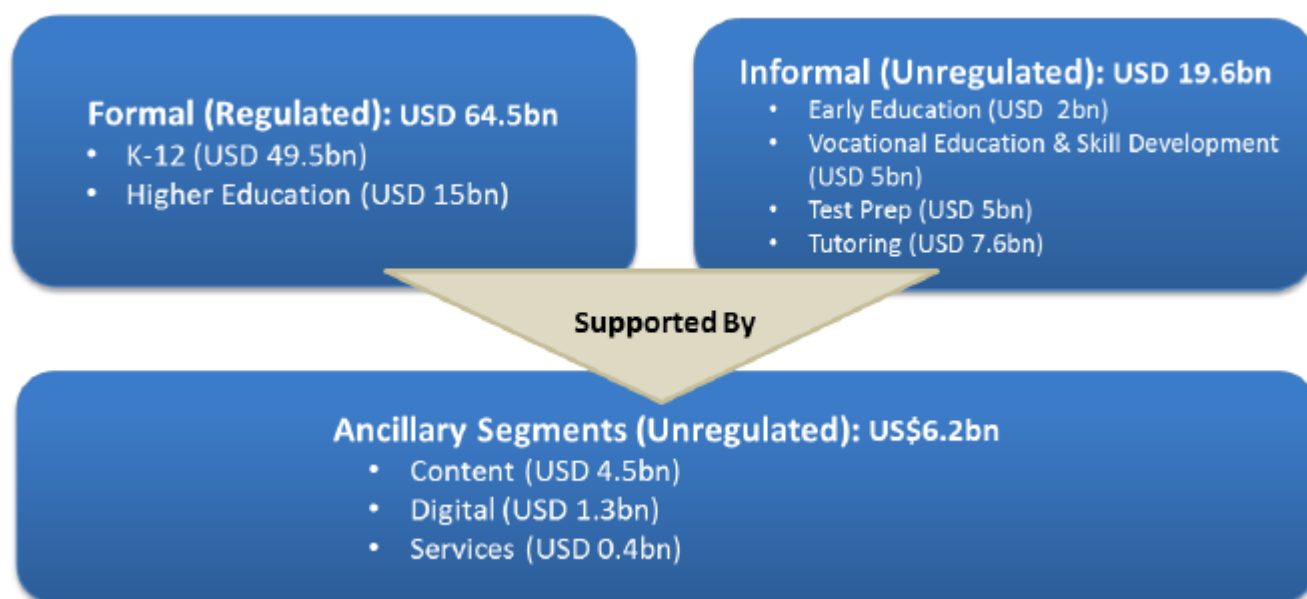 Formal (Regulated): USD 64.5bn
• K-12 (USD 49.5bn)
• Higher Education (USD 15bn)
Informal (Unregulated): USD 19.6bn
• Early Education (USD 2bn)
• Vocational Education & Skill Development
(USD 5bn)
• Test Prep (USD 5bn)
• Tutoring (USD 7.6bn)
Supported By
Ancillary Segments (Unregulated): US$6.2bn
• Content (USD 4.5bn)
• Digital (USD 1.3bn)
• Services (USD 0.4bn)